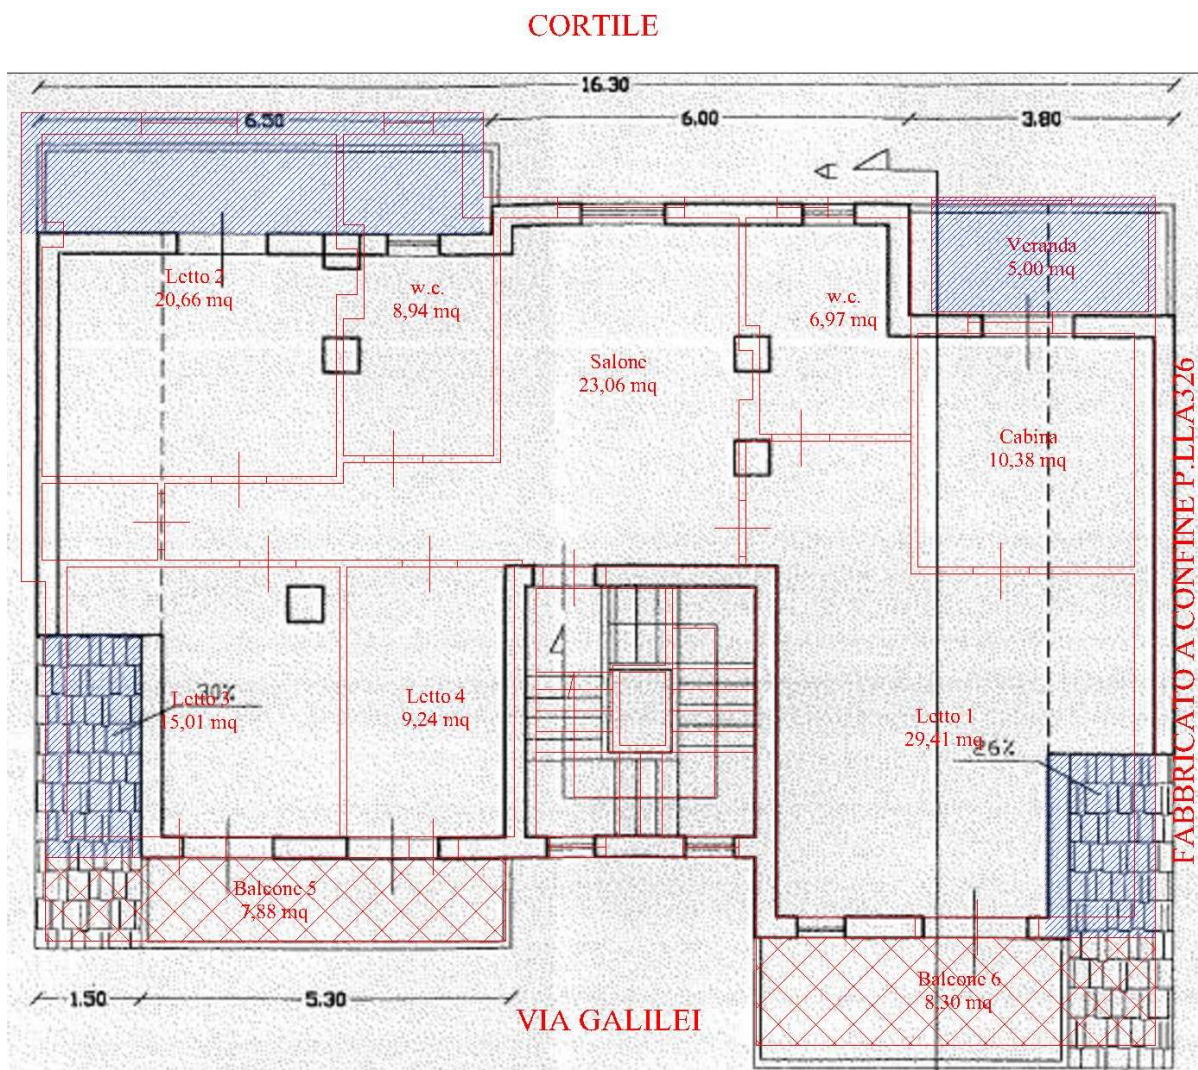 CORTILE
16.30
6.50
6.00
3.80
A
Veranda
5,00 mq
Letto 2
20,66 mq
w.c.
8,94 mq
w.c.
6,97 mq
Salone
23,06 mq
Cabina
10,38 mq
FABBRICATO A CONFINE P.LLA326
Letto 3
15,01 mq
30%
Letto 4
9,24 mq
Letto 1
29,41 mq
26%
Balcone 5
7,88 mq
Balcone 6
8,30 mq
1.50
5.30
VIA GALILEI